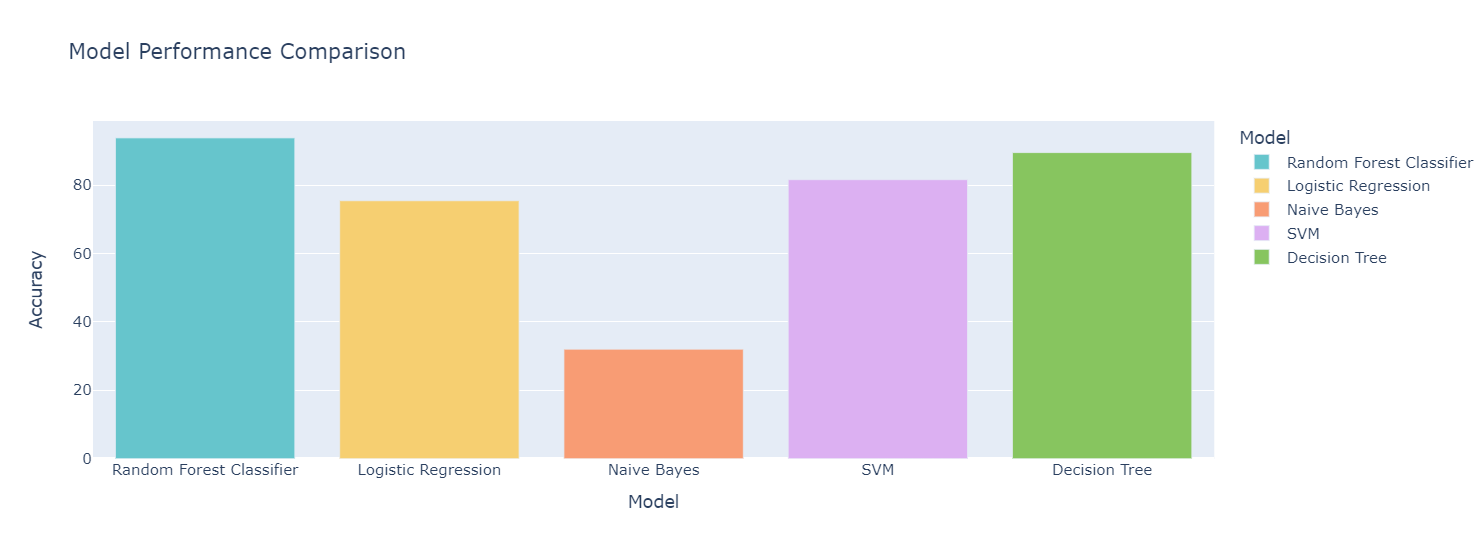 Model Performance Comparison
Accuracy
80
60
40
20
0
Random Forest Classifier
Logistic Regression
Naive Bayes
SVM
Decision Tree
Model
Model
Random Forest Classifier
Logistic Regression
Naive Bayes
SVM
Decision Tree